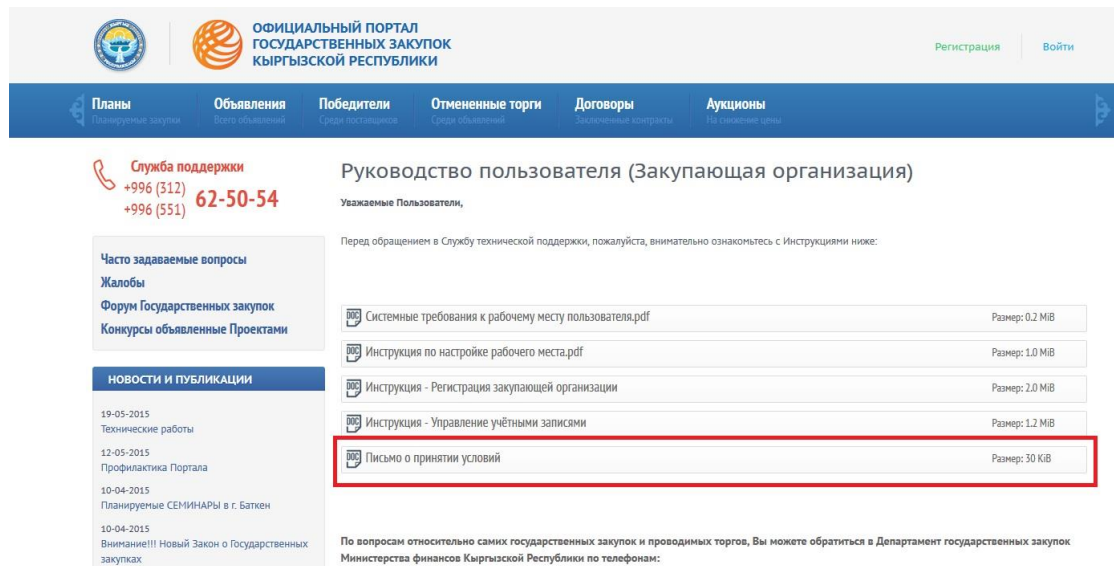 ОФИЦИАЛЬНЫЙ ПОРТАЛ
ГОСУДАРСТВЕННЫХ ЗАКУПОК
КЫРГЫЗСКОЙ РЕСПУБЛИКИ
Регистрация Войти
Планы Объявления Победители Отмененные торги Договоры Аукционы
Планируемые закупки Всего объявлений Среди поставщиков Среди объявлений Заключенные контракты На снижение цены
Служба поддержки
+996 (312)
+996 (551)
62-50-54
Часто задаваемые вопросы
Жалобы
Форум Государственных закупок
Конкурсы объявленные Проектами
НОВОСТИ И ПУБЛИКАЦИИ
19-05-2015
Технические работы
12-05-2015
Профилактика Портала
10-04-2015
Планируемые СЕМИНАРЫ в г. Баткен
10-04-2015
Внимание!!! Новый Закон о Государственных
закупках
Руководство пользователя (Закупающая организация)
Уважаемые Пользователи,
Перед обращением в Службу технической поддержки, пожалуйста, внимательно ознакомьтесь с Инструкциями ниже:
DOC Системные требования к рабочему месту пользователя.pdf Размер: 0.2 MiB
DOC Инструкция по настройке рабочего места.pdf Размер: 1.0 MiB
DOC Инструкция - Регистрация закупающей организации Размер: 2.0 MiB
DOC Инструкция - Управление учётными записями Размер: 1.2 MiB
DOC Письмо о принятии условий Размер: 30 KiB
По вопросам относительно самих государственных закупок и проводимых торгов, Вы можете обратиться в Департамент государственных закупок
Министерства финансов Кыргызской Республики по телефонам: